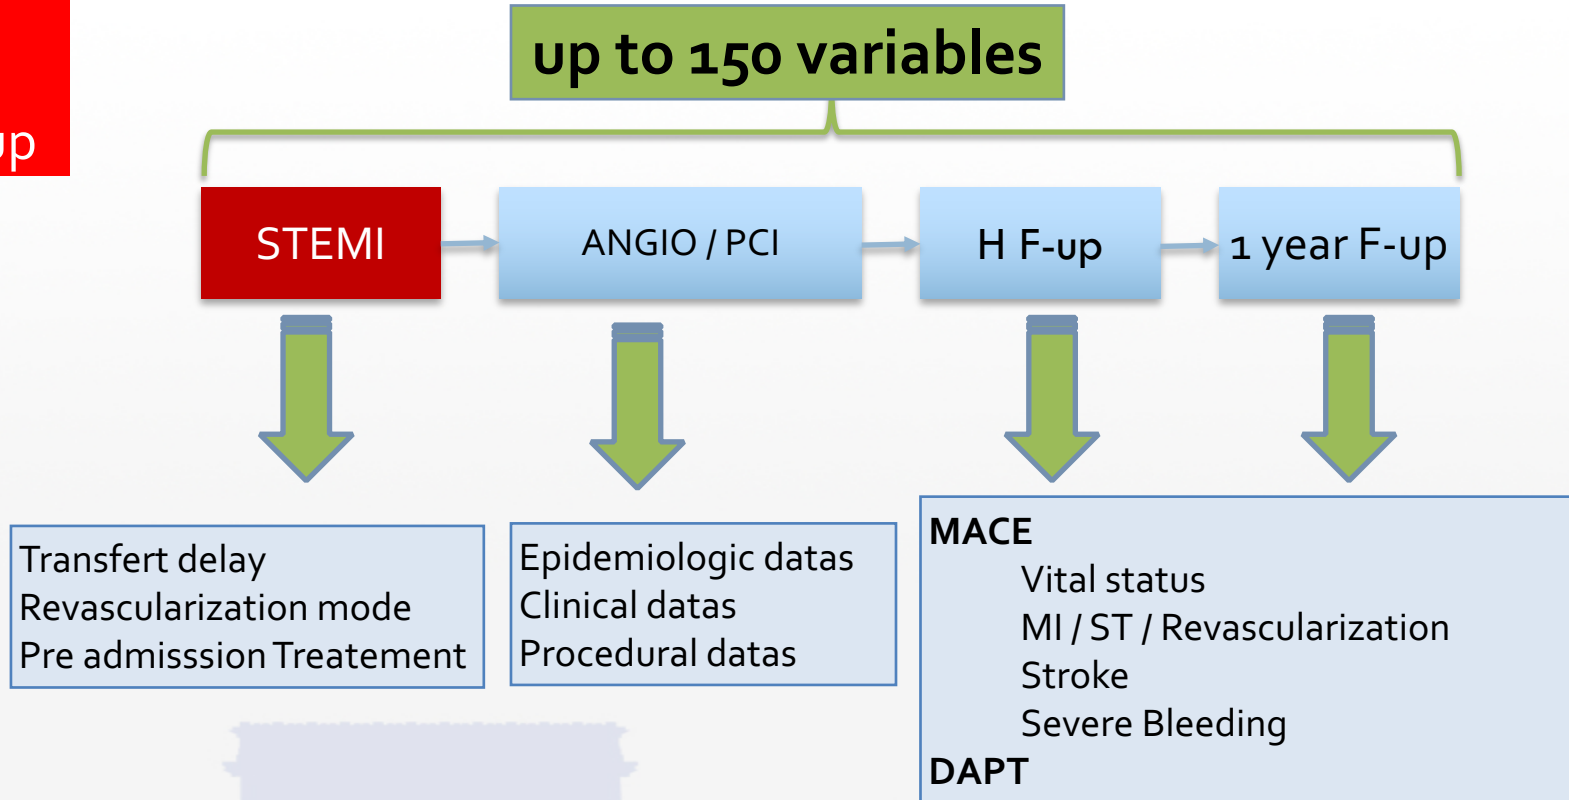 up
up to 150 variables
STEMI
ANGIO / PCI
H F-up
1 year F-up
Transfert delay
Revascularization mode
Pre admisssion Treatement
Epidemiologic datas
Clinical datas
Procedural datas
MACE
Vital status
MI / ST / Revascularization
Stroke
Severe Bleeding
DAPT